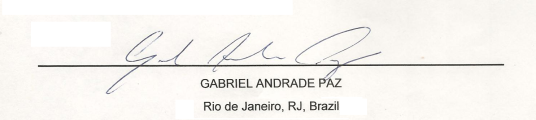 GABRIEL ANDRADE PAZ
Rio de Janeiro, RJ, Brazil